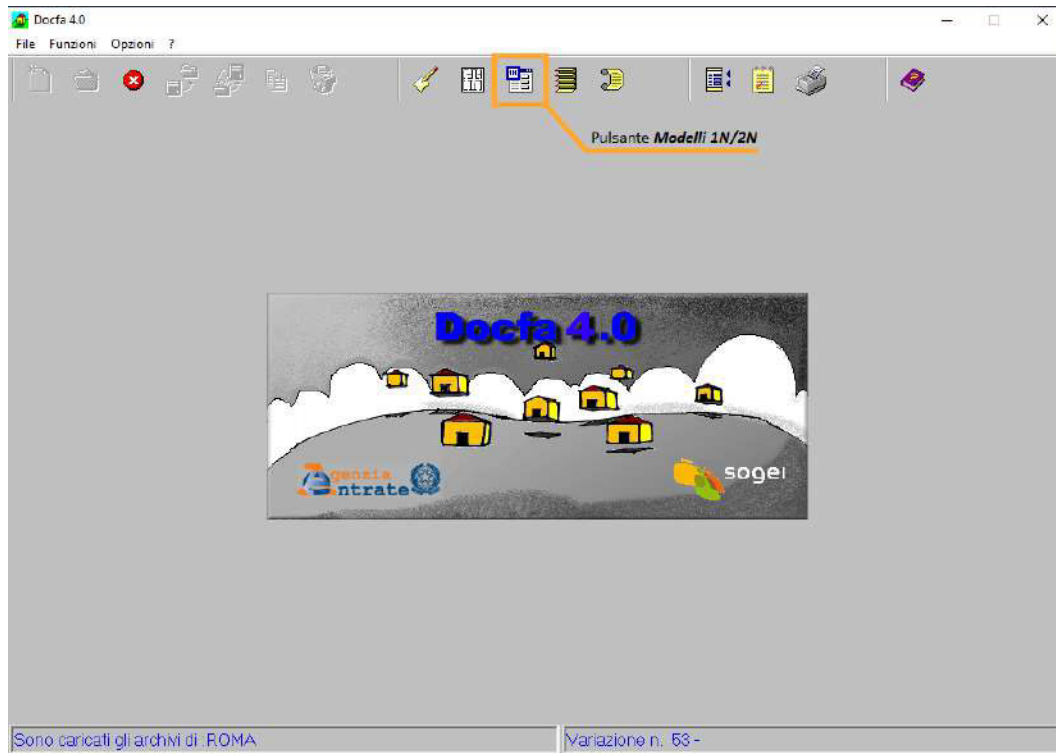 Docfa 4.0
File Funzioni Opzioni ?
Pulsante Modelli 1N/2N
Docfa 4.0
agenzia
ntrate
sogei
Sono caricati gli archivi di :ROMA
Variazione n. 53 -